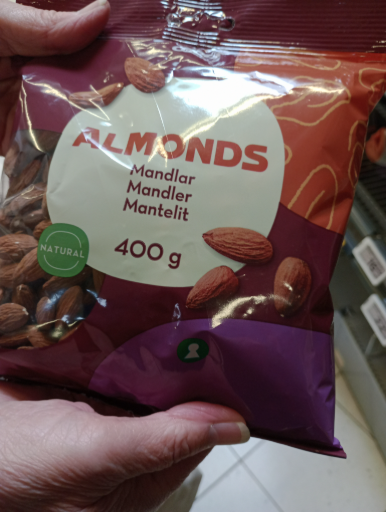 ALMONDS
Mandlar
Mandler
Mantelit
400 g
NATURAL